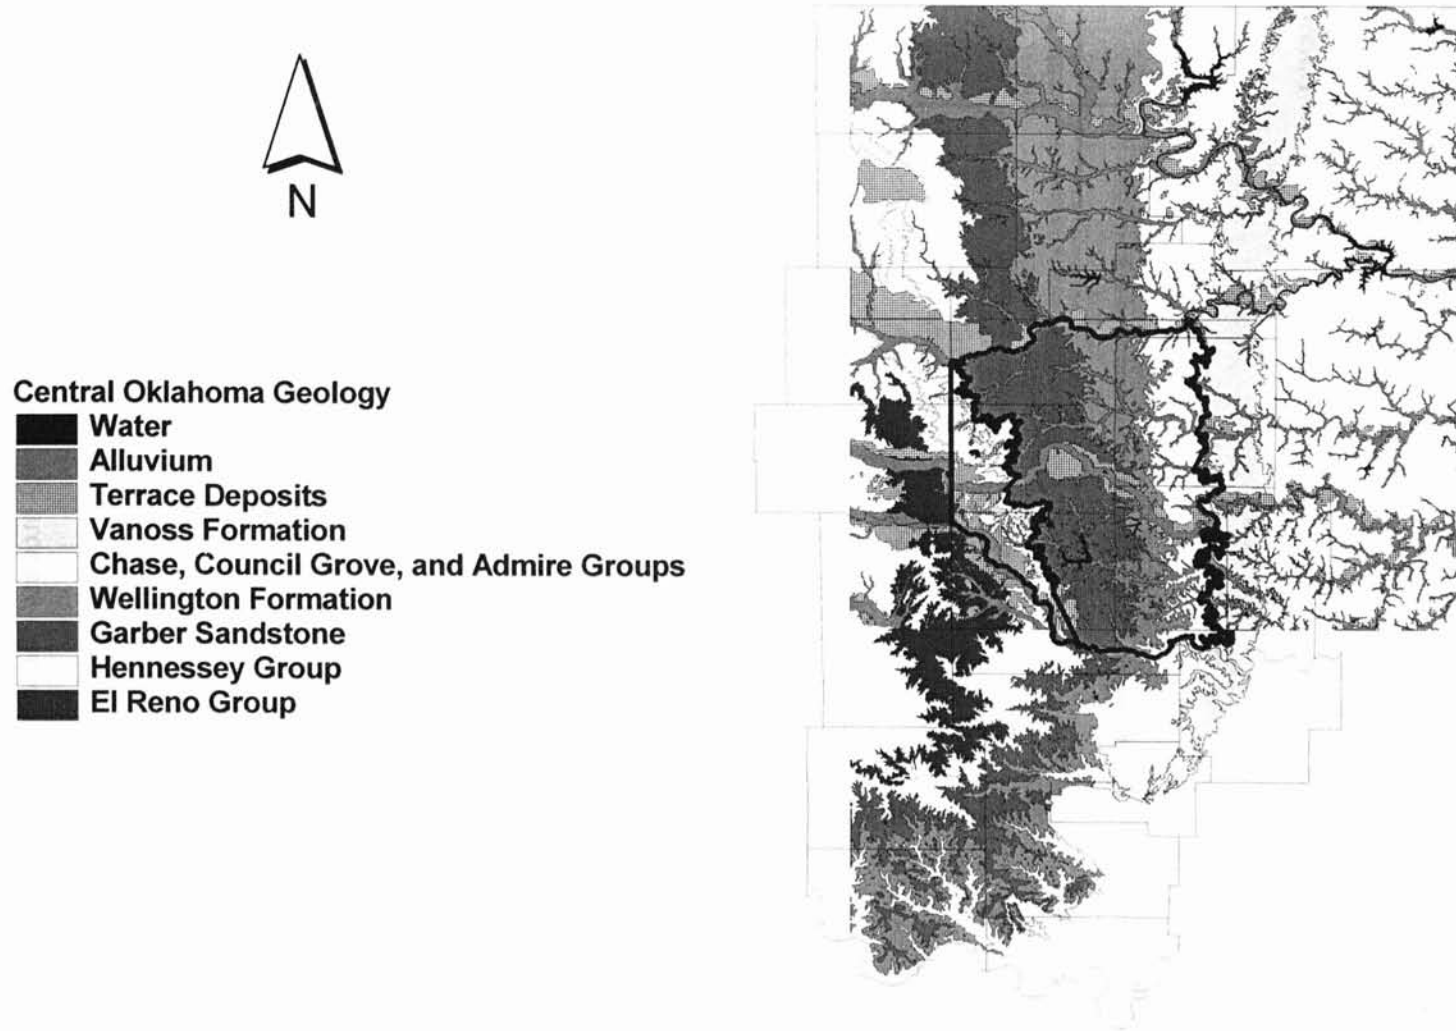 N
Central Oklahoma Geology
Water
Alluvium
Terrace Deposits
Vanoss Formation
Chase, Council Grove, and Admire Groups
Wellington Formation
Garber Sandstone
Hennessey Group
El Reno Group